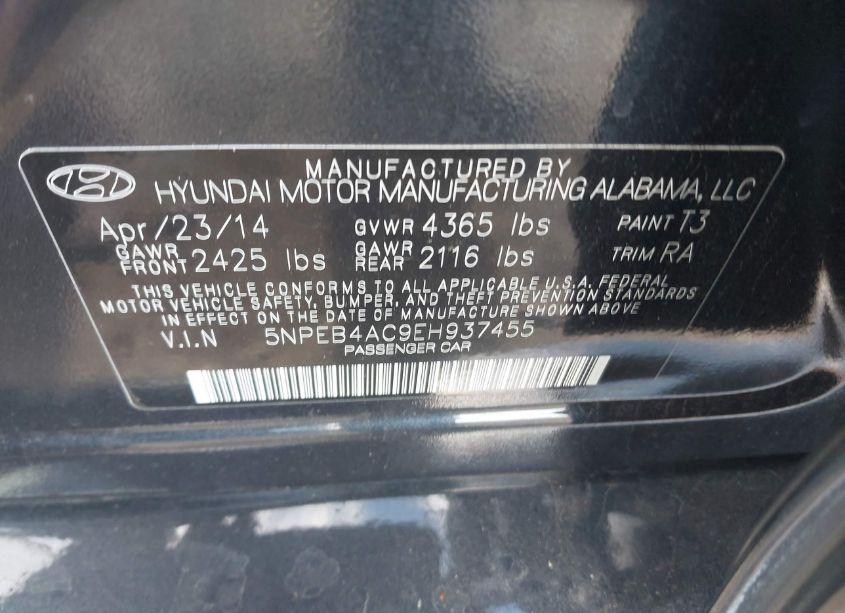 MANUFACTURED BY
HYUNDAI MOTOR MANUFACTURING ALABAMA, LLC
Apr/23/14 GVWR 4365 lbs PAINT T3
GAWR FRONT 2425 lbs GAWR REAR 2116 lbs TRIM RA
THIS VEHICLE CONFORMS TO ALL APPLICABLE U.S.A. FEDERAL
MOTOR VEHICLE SAFETY, BUMPER, AND THEFT PREVENTION STANDARDS
IN EFFECT ON THE DATE OF MANUFACTURE SHOWN ABOVE
V.I.N 5NPEB4AC9EH937455
PASSENGER CAR